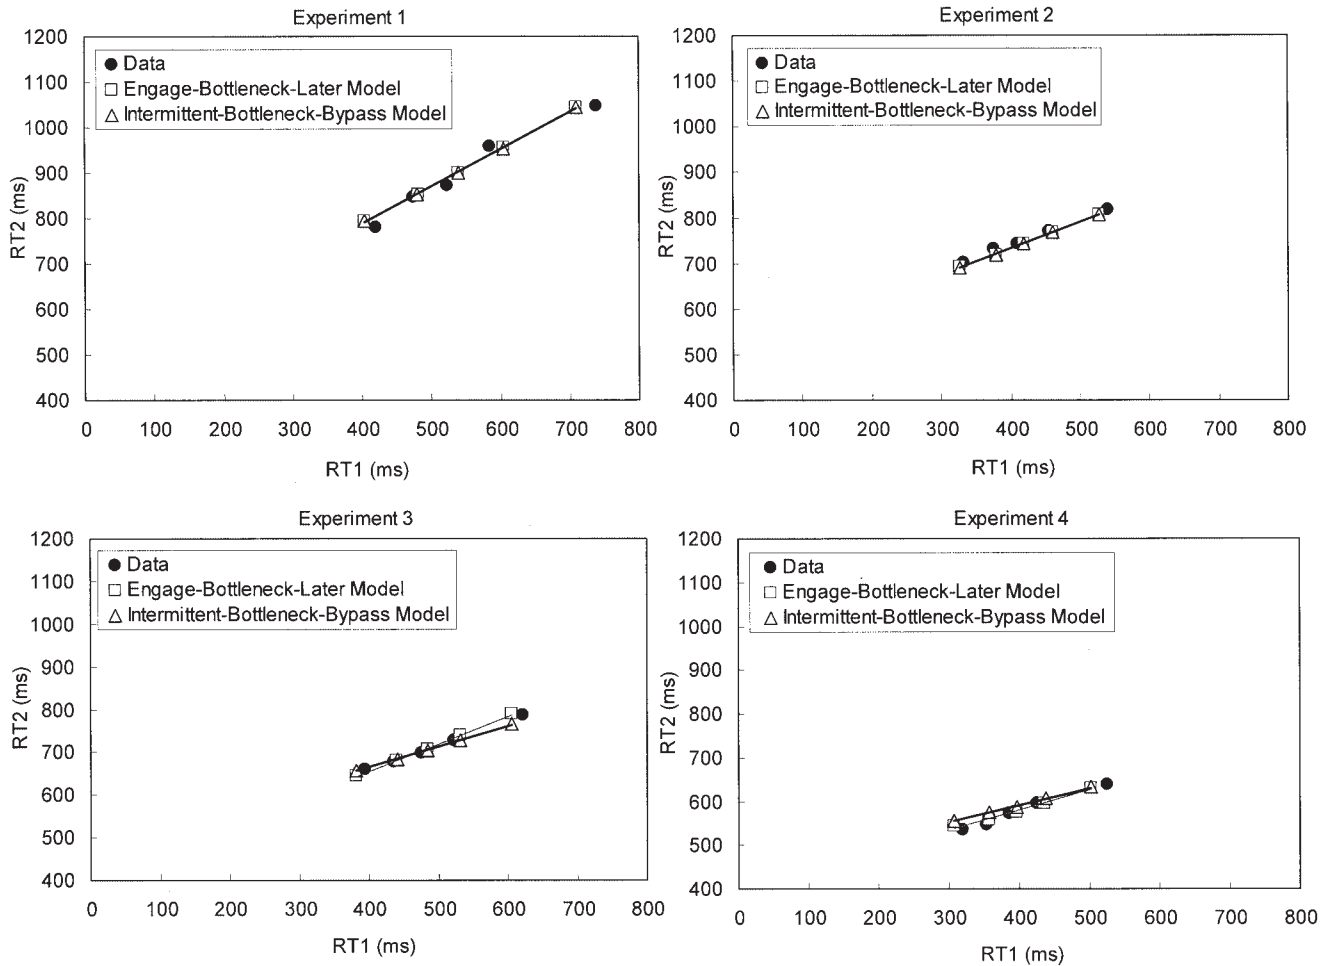 Experiment 1
1200
1100
1000
900
800
700
600
500
400
RT2 (ms)
Data
Engage-Bottleneck-Later Model
Intermittent-Bottleneck-Bypass Model
0 100 200 300 400 500 600 700 800
RT1 (ms)
Experiment 2
1200
1100
1000
900
800
700
600
500
400
RT2 (ms)
Data
Engage-Bottleneck-Later Model
Intermittent-Bottleneck-Bypass Model
0 100 200 300 400 500 600 700 800
RT1 (ms)
Experiment 3
1200
1100
1000
900
800
700
600
500
400
RT2 (ms)
Data
Engage-Bottleneck-Later Model
Intermittent-Bottleneck-Bypass Model
0 100 200 300 400 500 600 700 800
RT1 (ms)
Experiment 4
1200
1100
1000
900
800
700
600
500
400
RT2 (ms)
Data
Engage-Bottleneck-Later Model
Intermittent-Bottleneck-Bypass Model
0 100 200 300 400 500 600 700 800
RT1 (ms)